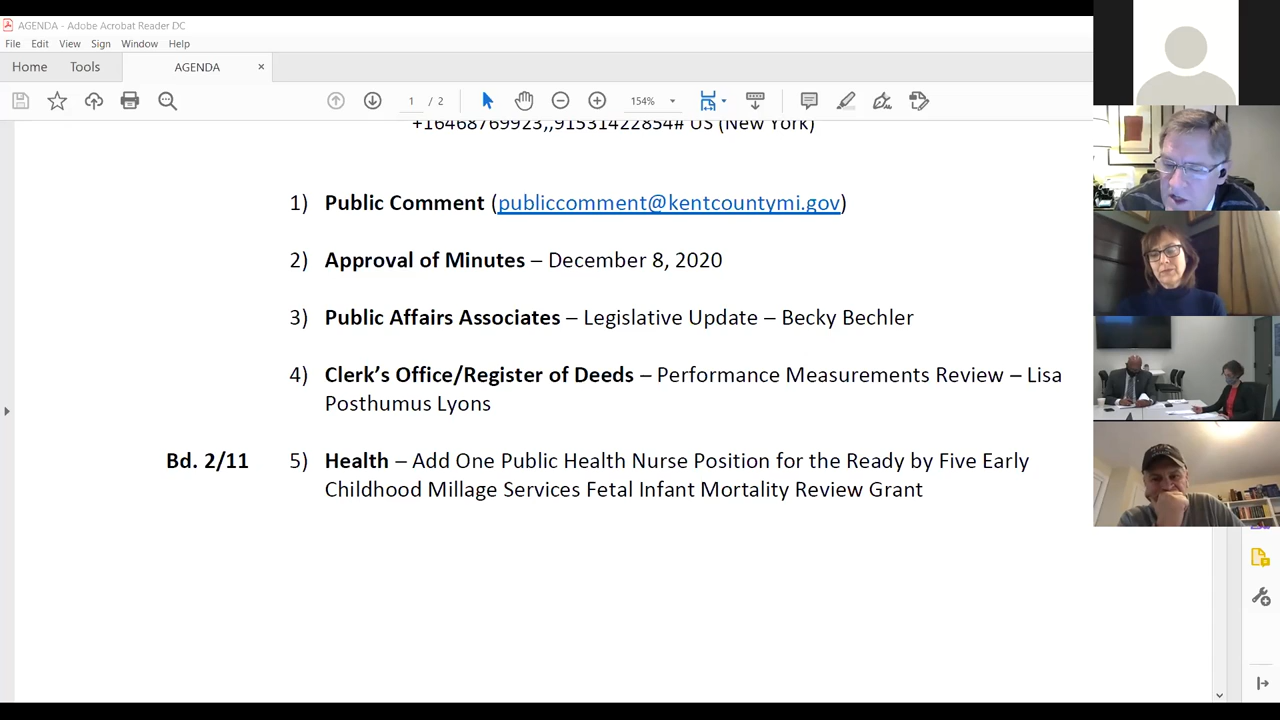 AGENDA - Adobe Acrobat Reader DC
File Edit View Sign Window Help
Home Tools AGENDA ×
1 / 2 154%
+16468769923,,91531422854# US (New York)
1) Public Comment (publiccomment@kentcountymi.gov)
2) Approval of Minutes – December 8, 2020
3) Public Affairs Associates – Legislative Update – Becky Bechler
4) Clerk’s Office/Register of Deeds – Performance Measurements Review – Lisa
Posthumus Lyons
Bd. 2/11 5) Health – Add One Public Health Nurse Position for the Ready by Five Early
Childhood Millage Services Fetal Infant Mortality Review Grant